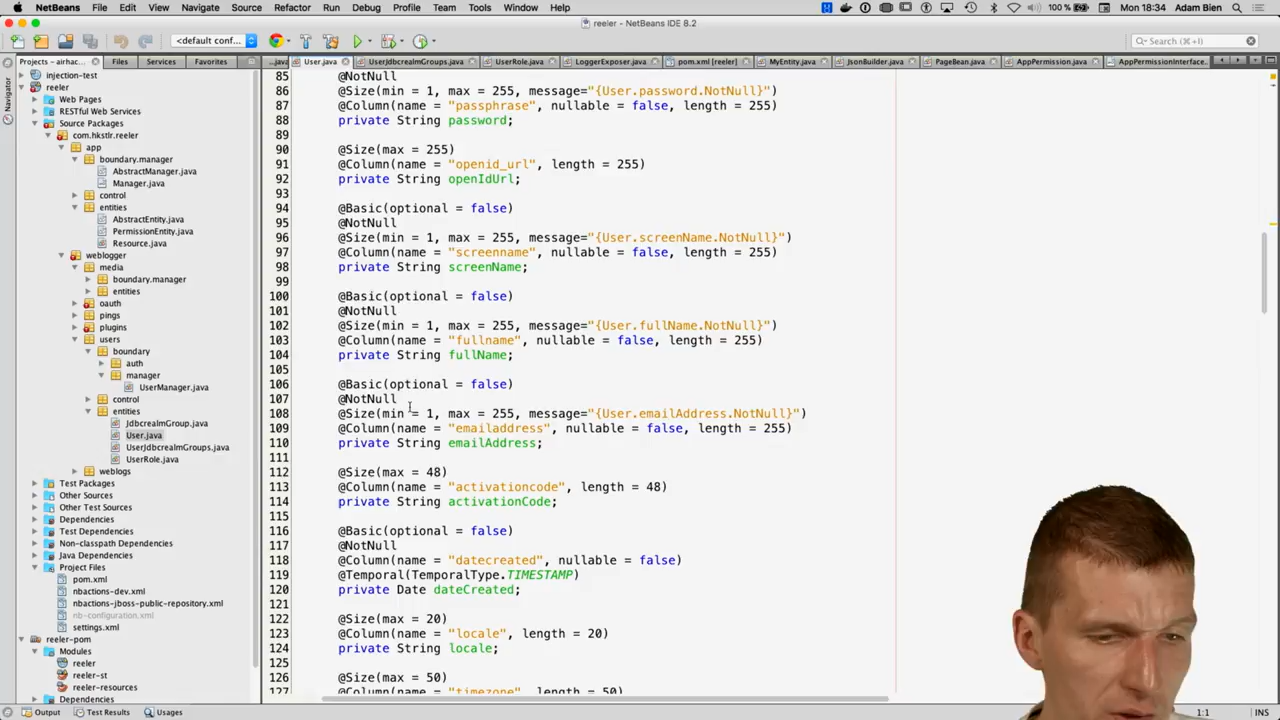 NetBeans File Edit View Navigate Source Refactor Run Debug Profile Team Tools Window Help 100 % Mon 18:34 Adam Bien
reeler - NetBeans IDE 8.2
<default conf... Search (⌘+I)
Projects - airhac... Files Services Favorites
...java User.java UserJdbcrealmGroups.java UserRole.java LoggerExposer.java pom.xml [reeler] MyEntity.java JsonBuilder.java PageBean.java AppPermission.java AppPermissionInterface...
Navigator
injection-test
reeler
Web Pages
RESTful Web Services
Source Packages
com.hkstlr.reeler
app
boundary.manager
AbstractManager.java
Manager.java
control
entities
AbstractEntity.java
PermissionEntity.java
Resource.java
weblogger
media
boundary.manager
entities
oauth
pings
plugins
users
boundary
auth
manager
UserManager.java
control
entities
JdbcrealmGroup.java
User.java
UserJdbcrealmGroups.java
UserRole.java
weblogs
Test Packages
Other Sources
Other Test Sources
Dependencies
Test Dependencies
Non-classpath Dependencies
Java Dependencies
Project Files
pom.xml
nbactions-dev.xml
nbactions-jboss-public-repository.xml
nb-configuration.xml
settings.xml
reeler-pom
Modules
reeler
reeler-st
reeler-resources
Dependencies
85 @NotNull
86 @Size(min = 1, max = 255, message="{User.password.NotNull}")
87 @Column(name = "passphrase", nullable = false, length = 255)
88 private String password;
89
90 @Size(max = 255)
91 @Column(name = "openid_url", length = 255)
92 private String openIdUrl;
93
94 @Basic(optional = false)
95 @NotNull
96 @Size(min = 1, max = 255, message="{User.screenName.NotNull}")
97 @Column(name = "screenname", nullable = false, length = 255)
98 private String screenName;
99
100 @Basic(optional = false)
101 @NotNull
102 @Size(min = 1, max = 255, message="{User.fullName.NotNull}")
103 @Column(name = "fullname", nullable = false, length = 255)
104 private String fullName;
105
106 @Basic(optional = false)
107 @NotNull
108 @Size(min = 1, max = 255, message="{User.emailAddress.NotNull}")
109 @Column(name = "emailaddress", nullable = false, length = 255)
110 private String emailAddress;
111
112 @Size(max = 48)
113 @Column(name = "activationcode", length = 48)
114 private String activationCode;
115
116 @Basic(optional = false)
117 @NotNull
118 @Column(name = "datecreated", nullable = false)
119 @Temporal(TemporalType.TIMESTAMP)
120 private Date dateCreated;
121
122 @Size(max = 20)
123 @Column(name = "locale", length = 20)
124 private String locale;
125
126 @Size(max = 50)
127 @Column(name = "timezone", length = 50)
Output Test Results Usages 1:1 INS